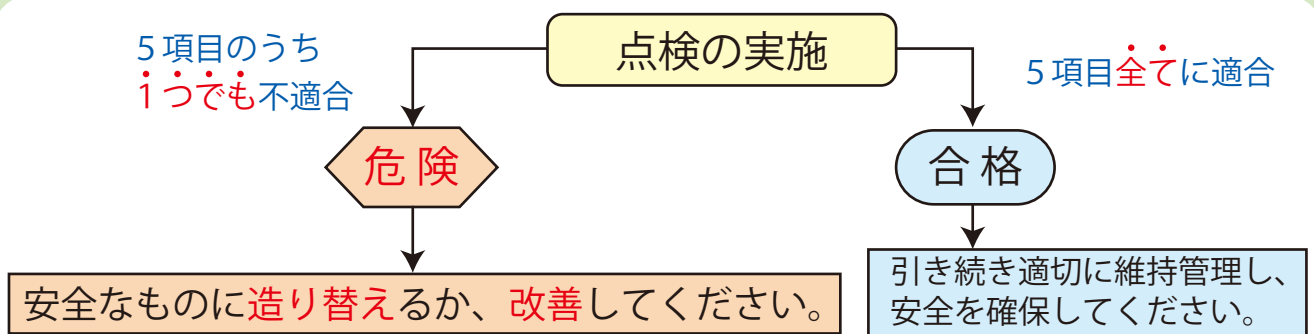 点検の実施
5項目のうち
1つでも不適合
5項目全てに適合
危険
合格
安全なものに造り替えるか、改善してください。
引き続き適切に維持管理し、
安全を確保してください。